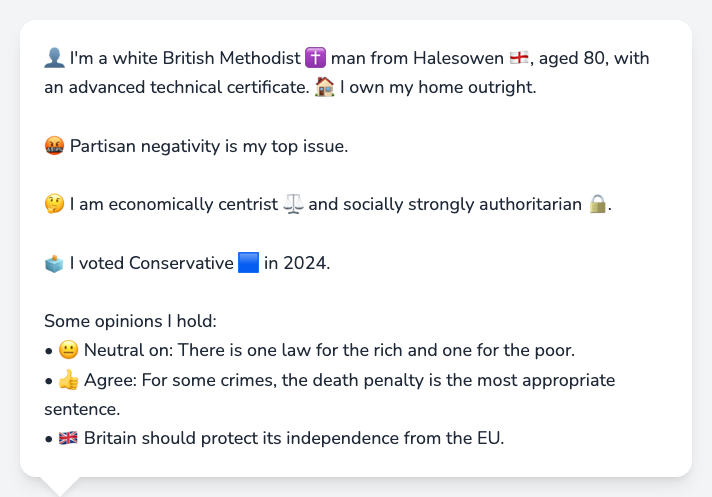 👤 I'm a white British Methodist ✝️ man from Halesowen 🏴󠁧󠁢󠁥󠁮󠁧󠁿, aged 80, with
an advanced technical certificate. 🏠 I own my home outright.
🤬 Partisan negativity is my top issue.
🤔 I am economically centrist ⚖️ and socially strongly authoritarian 🔒.
🗳️ I voted Conservative 🟦 in 2024.
Some opinions I hold:
• 😐 Neutral on: There is one law for the rich and one for the poor.
• 👍 Agree: For some crimes, the death penalty is the most appropriate
sentence.
• 🇬🇧 Britain should protect its independence from the EU.